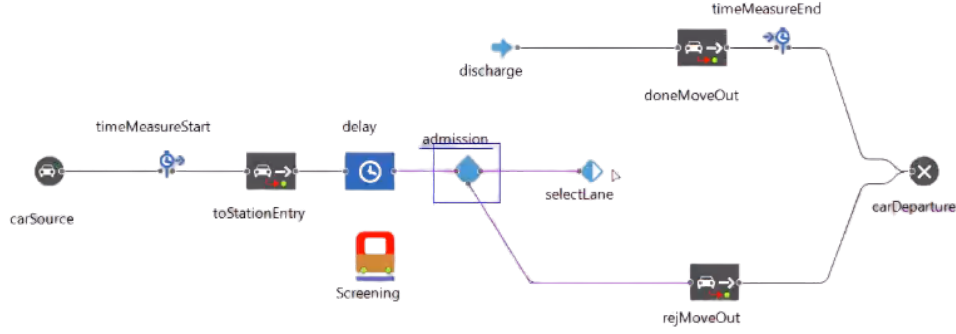 timeMeasureEnd
discharge
doneMoveOut
timeMeasureStart
delay
admission
carSource
toStationEntry
selectLane
carDeparture
Screening
rejMoveOut